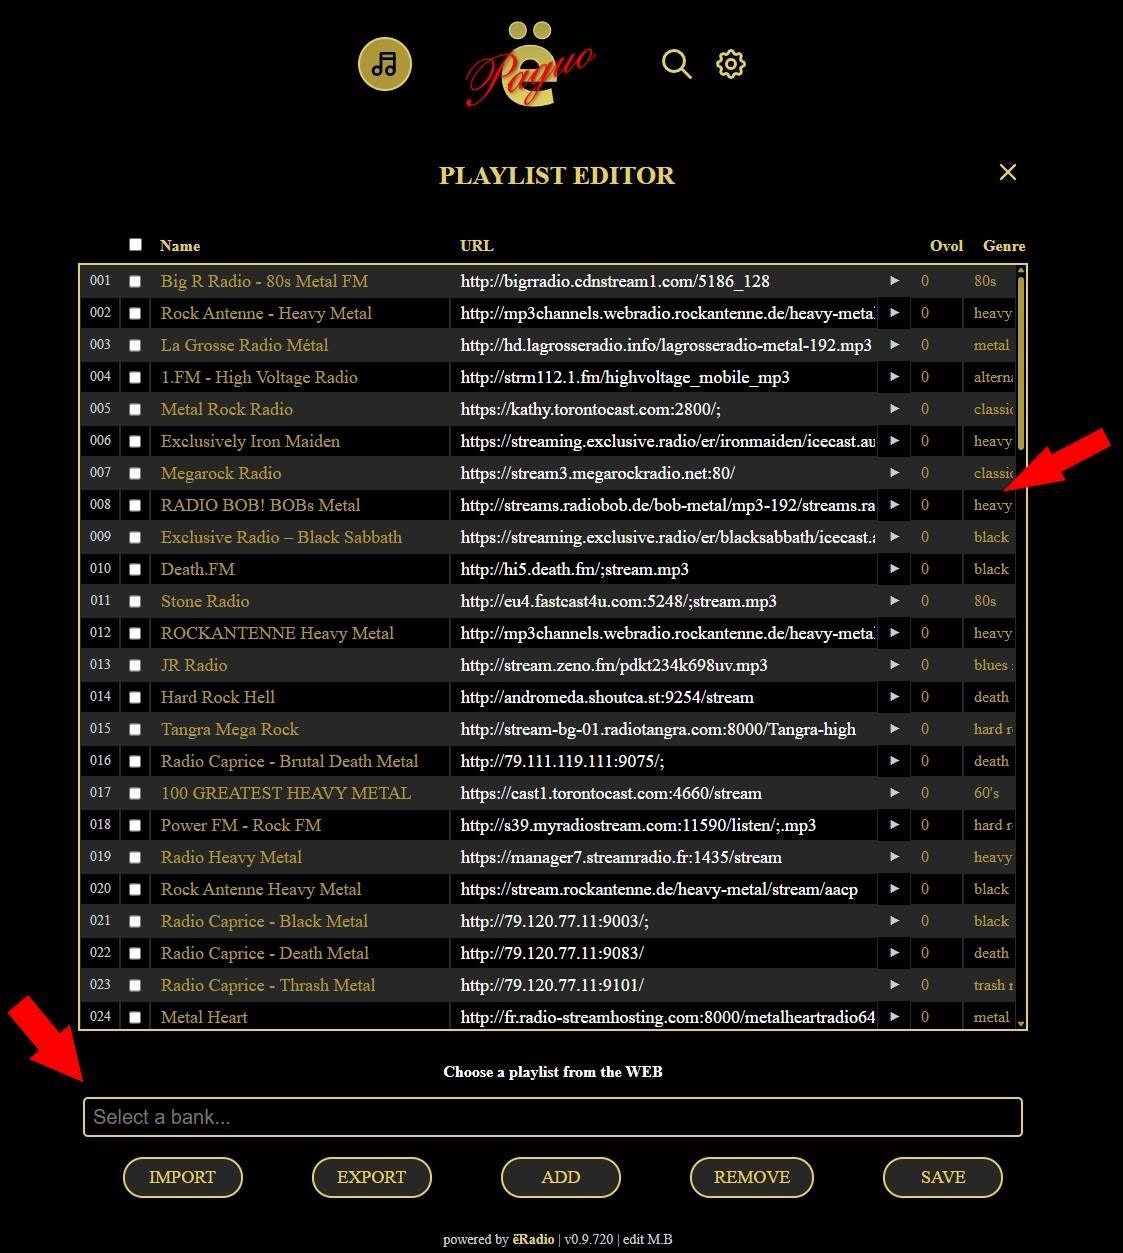 ё
Радио
PLAYLIST EDITOR
Name URL Ovol Genre
001 Big R Radio - 80s Metal FM http://bigrradio.cdnstream1.com/5186_128 0 80s
002 Rock Antenne - Heavy Metal http://mp3channels.webradio.rockantenne.de/heavy-metal 0 heavy
003 La Grosse Radio Métal http://hd.lagrosseradio.info/lagrosseradio-metal-192.mp3 0 metal
004 1.FM - High Voltage Radio http://strm112.1.fm/highvoltage_mobile_mp3 0 alterna
005 Metal Rock Radio https://kathy.torontocast.com:2800/; 0 classic
006 Exclusively Iron Maiden https://streaming.exclusive.radio/er/ironmaiden/icecast.au 0 heavy
007 Megarock Radio https://stream3.megarockradio.net:80/ 0 classic
008 RADIO BOB! BOBs Metal http://streams.radiobob.de/bob-metal/mp3-192/streams.ra 0 heavy
009 Exclusive Radio – Black Sabbath https://streaming.exclusive.radio/er/blacksabbath/icecast.a 0 black
010 Death.FM http://hi5.death.fm/;stream.mp3 0 black
011 Stone Radio http://eu4.fastcast4u.com:5248/;stream.mp3 0 80s
012 ROCKANTENNE Heavy Metal http://mp3channels.webradio.rockantenne.de/heavy-metal 0 heavy
013 JR Radio http://stream.zeno.fm/pdkt234k698uv.mp3 0 blues
014 Hard Rock Hell http://andromeda.shoutca.st:9254/stream 0 death
015 Tangra Mega Rock http://stream-bg-01.radiotangra.com:8000/Tangra-high 0 hard r
016 Radio Caprice - Brutal Death Metal http://79.111.119.111:9075/; 0 death
017 100 GREATEST HEAVY METAL https://cast1.torontocast.com:4660/stream 0 60's
018 Power FM - Rock FM http://s39.myradiostream.com:11590/listen/;.mp3 0 hard r
019 Radio Heavy Metal https://manager7.streamradio.fr:1435/stream 0 heavy
020 Rock Antenne Heavy Metal https://stream.rockantenne.de/heavy-metal/stream/aacp 0 black
021 Radio Caprice - Black Metal http://79.120.77.11:9003/; 0 black
022 Radio Caprice - Death Metal http://79.120.77.11:9083/ 0 death
023 Radio Caprice - Thrash Metal http://79.120.77.11:9101/ 0 trash r
024 Metal Heart http://fr.radio-streamhosting.com:8000/metalheartradio64 0 metal
Choose a playlist from the WEB
Select a bank...
IMPORT EXPORT ADD REMOVE SAVE
powered by ёRadio | v0.9.720 | edit M.B